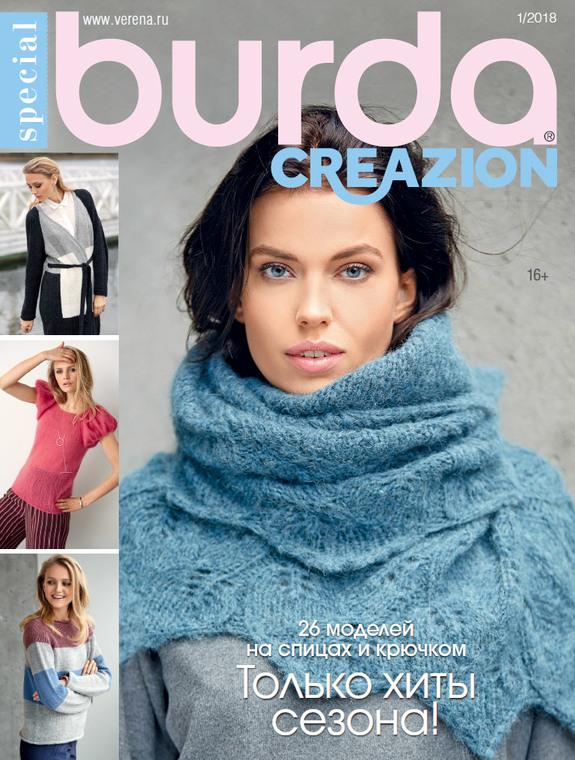 special
www.verena.ru
1/2018
burda®
CREAZION
16+
26 моделей
на спицах и крючком
Только хиты
сезона!